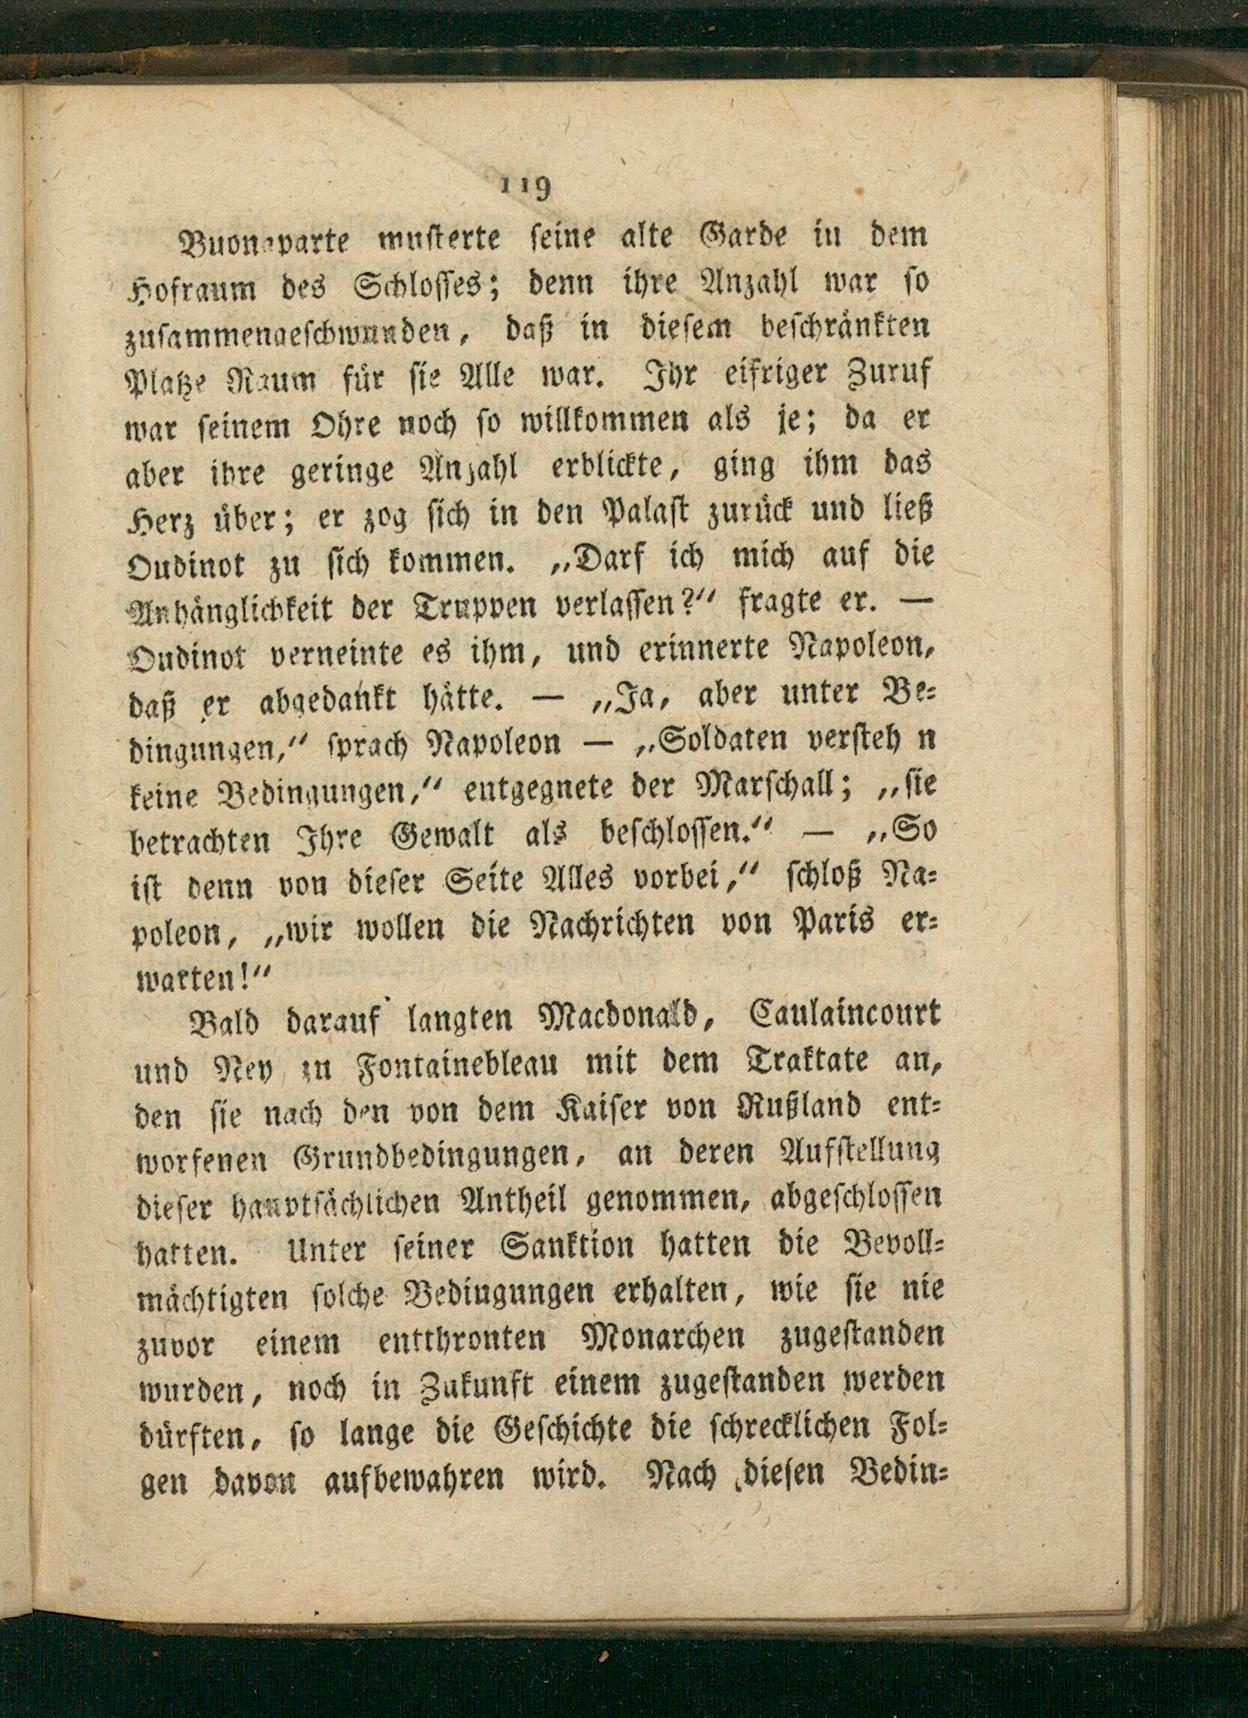 119
Buonaparte musterte seine alte Garde in dem
Hofraum des Schlosses; denn ihre Anzahl war so
zusammengeschwunden, daß in diesem beschränkten
Platze Raum für sie Alle war. Ihr eifriger Zuruf
war seinem Ohre noch so willkommen als je; da er
aber ihre geringe Anzahl erblickte, ging ihm das
Herz über; er zog sich in den Palast zurück und ließ
Oudinot zu sich kommen. „Darf ich mich auf die
Anhänglichkeit der Truppen verlassen?“ fragte er. —
Oudinot verneinte es ihm, und erinnerte Napoleon,
daß er abgedankt hätte. — „Ja, aber unter Be-
dingungen,“ sprach Napoleon — „Soldaten versteh n
keine Bedingungen,“ entgegnete der Marschall; „sie
betrachten Ihre Gewalt als beschlossen.“ — „So
ist denn von dieser Seite Alles vorbei,“ schloß Na-
poleon, „wir wollen die Nachrichten von Paris er-
warten!“
Bald darauf langten Macdonald, Caulaincourt
und Ney zu Fontainebleau mit dem Traktate an,
den sie nach den von dem Kaiser von Rußland ent-
worfenen Grundbedingungen, an deren Aufstellung
dieser hauptsächlichen Antheil genommen, abgeschlossen
hatten. Unter seiner Sanktion hatten die Bevoll-
mächtigten solche Bedingungen erhalten, wie sie nie
zuvor einem entthronten Monarchen zugestanden
wurden, noch in Zukunft einem zugestanden werden
dürften, so lange die Geschichte die schrecklichen Fol-
gen davon aufbewahren wird. Nach diesen Bedin-